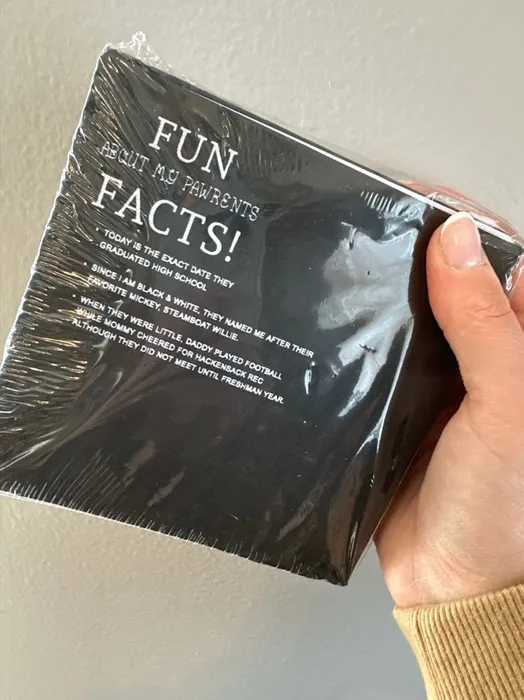 FUN
ABOUT MY PAWRENTS
FACTS!
• TODAY IS THE EXACT DATE THEY
GRADUATED HIGH SCHOOL
• SINCE I AM BLACK & WHITE, THEY NAMED ME AFTER THEIR
FAVORITE MICKEY, STEAMBOAT WILLIE.
• WHEN THEY WERE LITTLE, DADDY PLAYED FOOTBALL
WHILE MOMMY CHEERED FOR HACKENSACK REC
ALTHOUGH THEY DID NOT MEET UNTIL FRESHMAN YEAR.